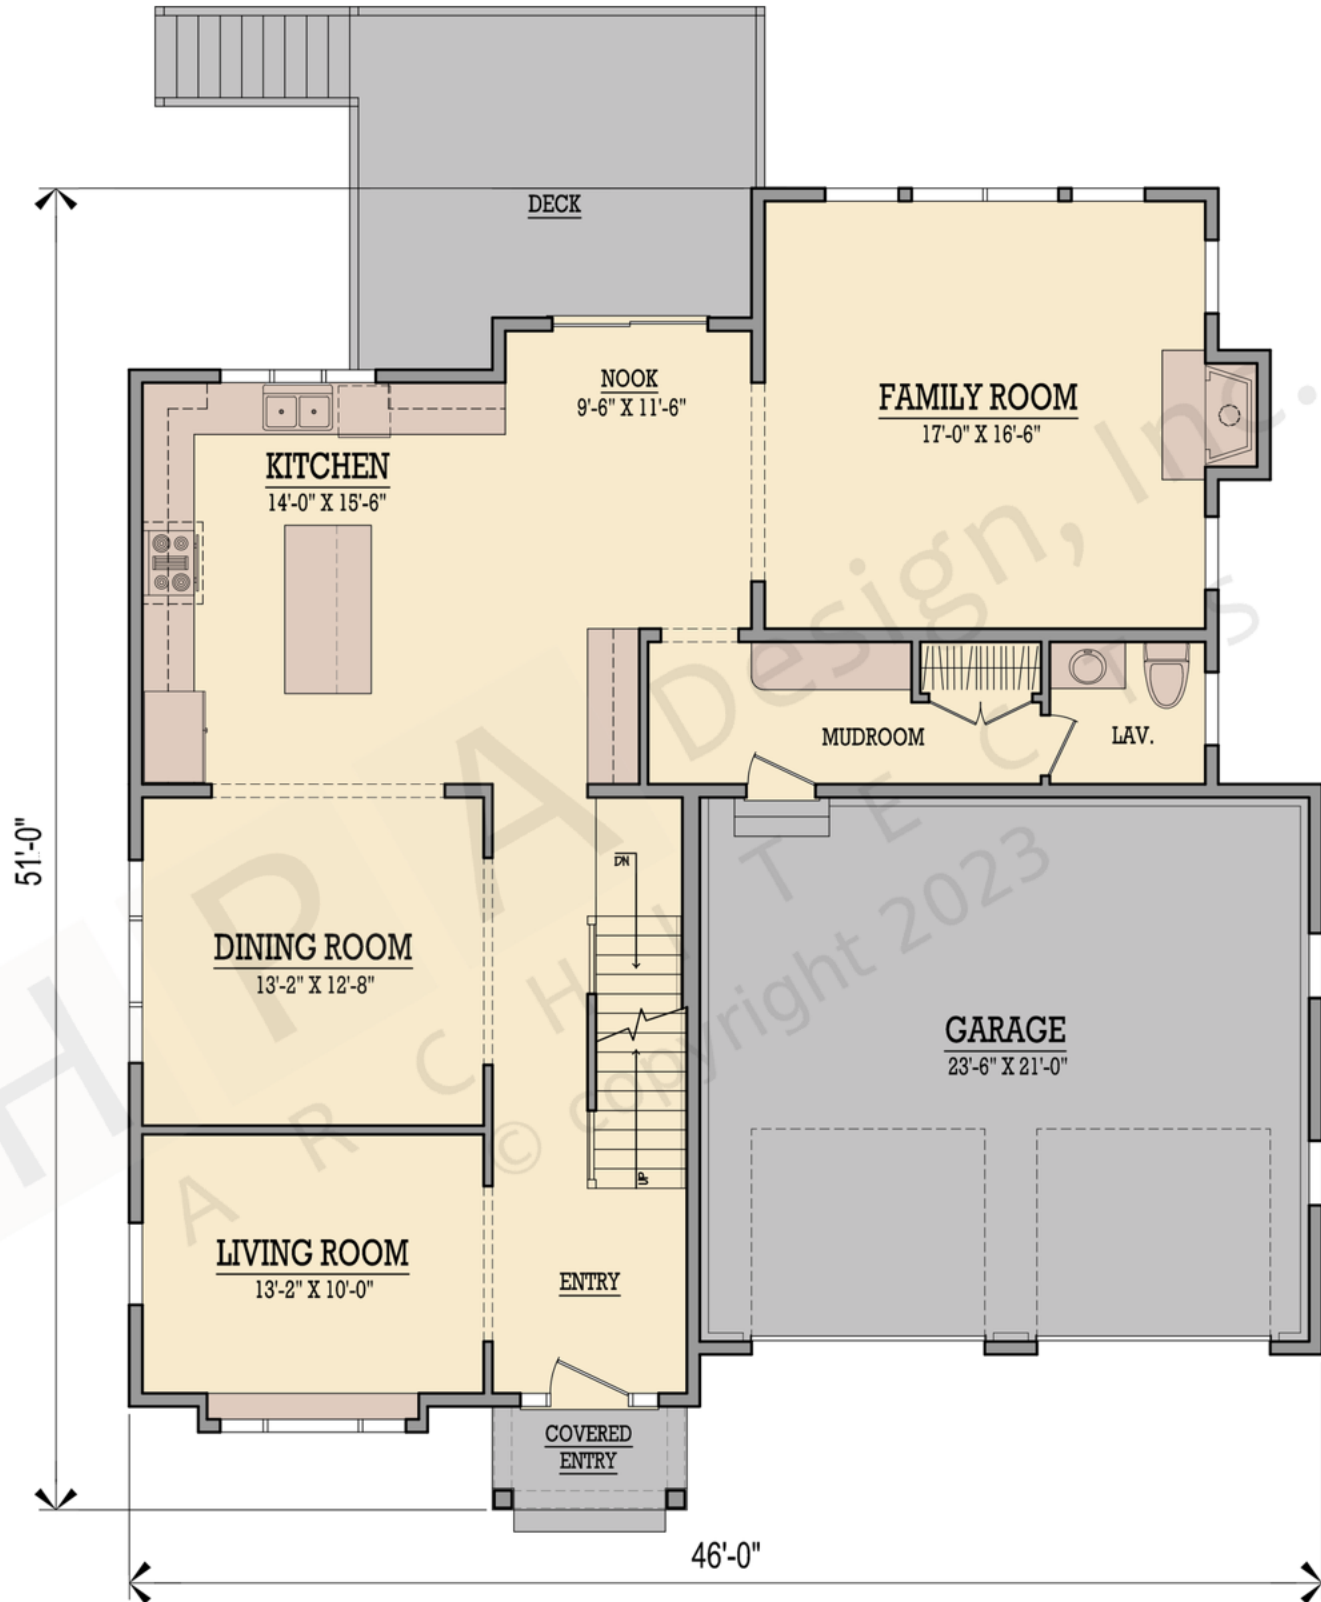 DECK
NOOK
9'-6" X 11'-6"
FAMILY ROOM
17'-0" X 16'-6"
KITCHEN
14'-0" X 15'-6"
MUDROOM
LAV.
51'-0"
DN
DINING ROOM
13'-2" X 12'-8"
GARAGE
23'-6" X 21'-0"
UP
LIVING ROOM
13'-2" X 10'-0"
ENTRY
COVERED
ENTRY
46'-0"
HPA Design, Inc.
ARCHITECTS
© copyright 2023